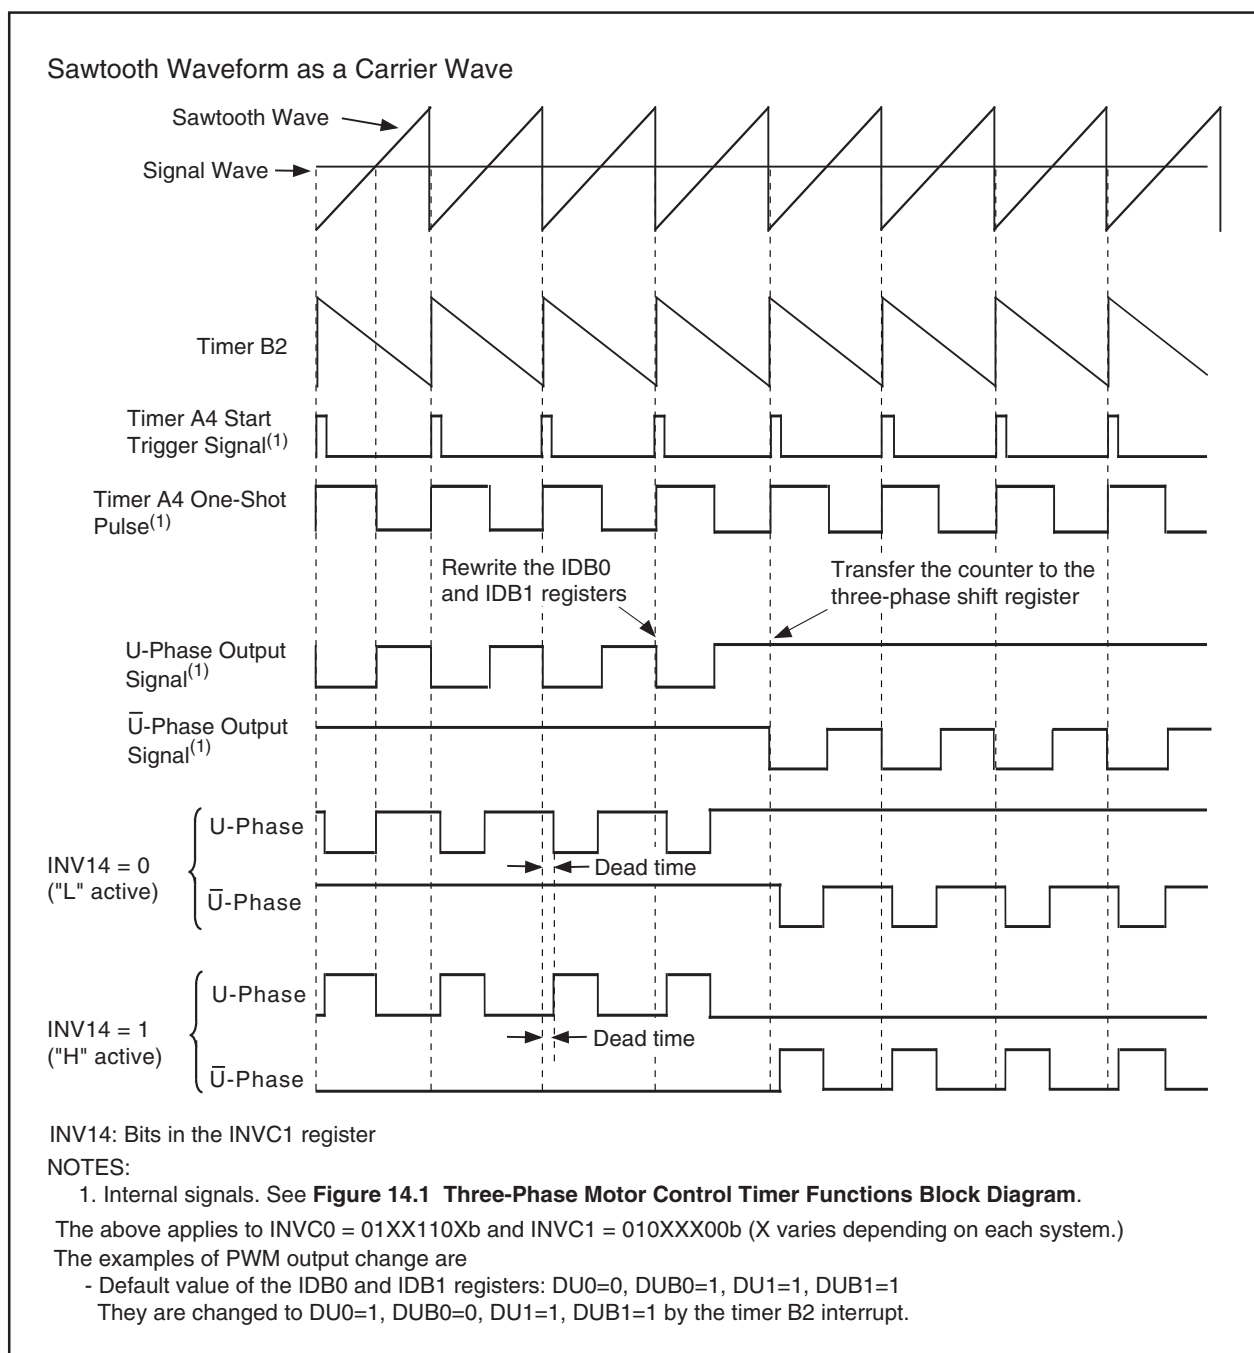 Sawtooth Waveform as a Carrier Wave
Sawtooth Wave
Signal Wave
Timer B2
Timer A4 Start
Trigger Signal(1)
Timer A4 One-Shot
Pulse(1)
Rewrite the IDB0
and IDB1 registers
Transfer the counter to the
three-phase shift register
U-Phase Output
Signal(1)
U̅-Phase Output
Signal(1)
INV14 = 0
("L" active)
U-Phase
Dead time
U̅-Phase
INV14 = 1
("H" active)
U-Phase
Dead time
U̅-Phase
INV14: Bits in the INVC1 register
NOTES:
1. Internal signals. See Figure 14.1 Three-Phase Motor Control Timer Functions Block Diagram.
The above applies to INVC0 = 01XX110Xb and INVC1 = 010XXX00b (X varies depending on each system.)
The examples of PWM output change are
- Default value of the IDB0 and IDB1 registers: DU0=0, DUB0=1, DU1=1, DUB1=1
They are changed to DU0=1, DUB0=0, DU1=1, DUB1=1 by the timer B2 interrupt.